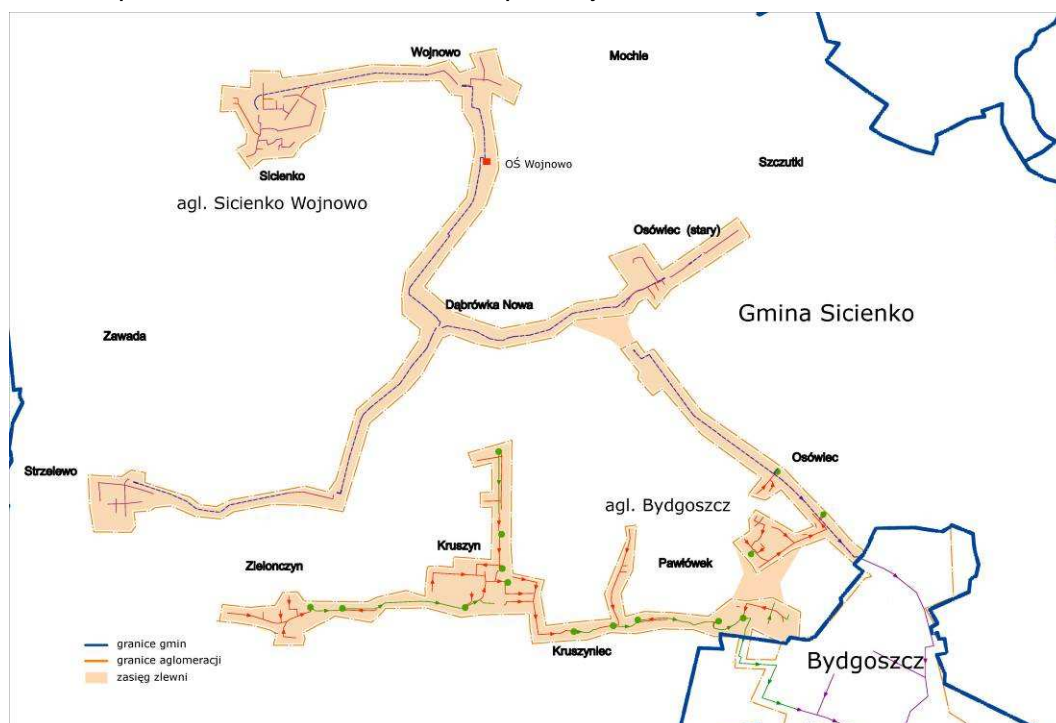 Wojnowo
Mochle
OŚ Wojnowo
Szczutki
Sicienko
agl. Sicienko Wojnowo
Osówiec (stary)
Dąbrówka Nowa
Gmina Sicienko
Zawada
Strzelewo
Osówiec
agl. Bydgoszcz
Kruszyn
Pawłówek
Zielonczyn
Kruszyniec
granice gmin
granice aglomeracji
zasięg zlewni
Bydgoszcz